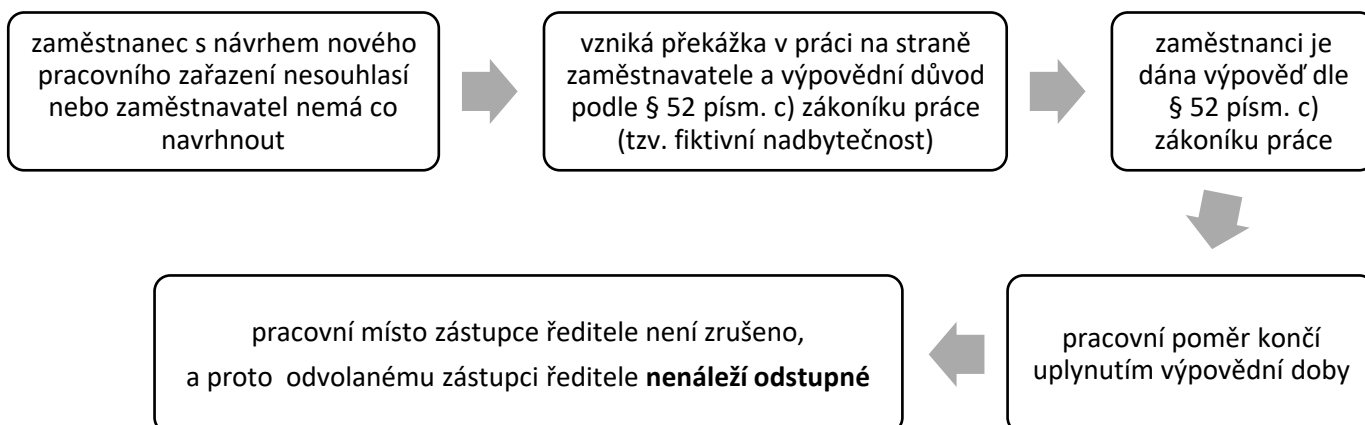 zaměstnanec s návrhem nového
pracovního zařazení nesouhlasí
nebo zaměstnavatel nemá co
navrhnout
vzniká překážka v práci na straně
zaměstnavatele a výpovědní důvod
podle § 52 písm. c) zákoníku práce
(tzv. fiktivní nadbytečnost)
zaměstnanci je
dána výpověď dle
§ 52 písm. c)
zákoníku práce
pracovní poměr končí
uplynutím výpovědní doby
pracovní místo zástupce ředitele není zrušeno,
a proto odvolanému zástupci ředitele nenáleží odstupné